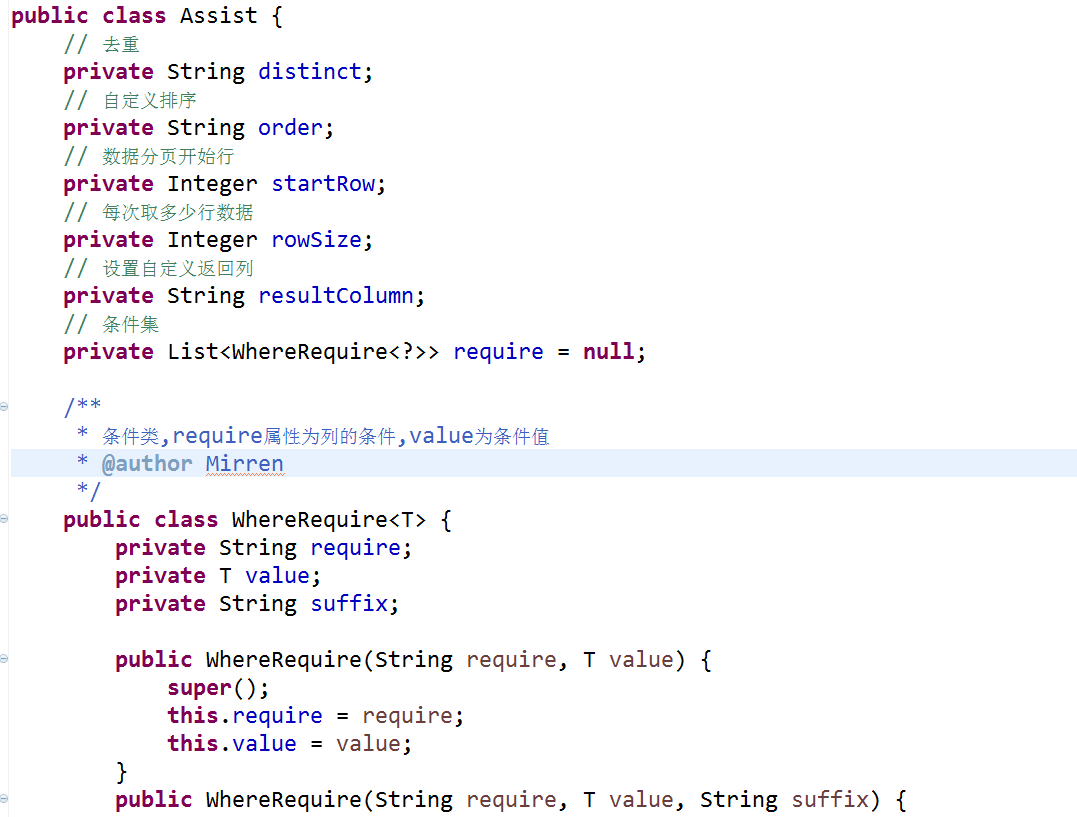 public class Assist {
    // 去重
    private String distinct;
    // 自定义排序
    private String order;
    // 数据分页开始行
    private Integer startRow;
    // 每次取多少行数据
    private Integer rowSize;
    // 设置自定义返回列
    private String resultColumn;
    // 条件集
    private List<WhereRequire<?>> require = null;

    /**
     * 条件类,require属性为列的条件,value为条件值
     * @author Mirren
     */
    public class WhereRequire<T> {
        private String require;
        private T value;
        private String suffix;

        public WhereRequire(String require, T value) {
            super();
            this.require = require;
            this.value = value;
        }
        public WhereRequire(String require, T value, String suffix) {